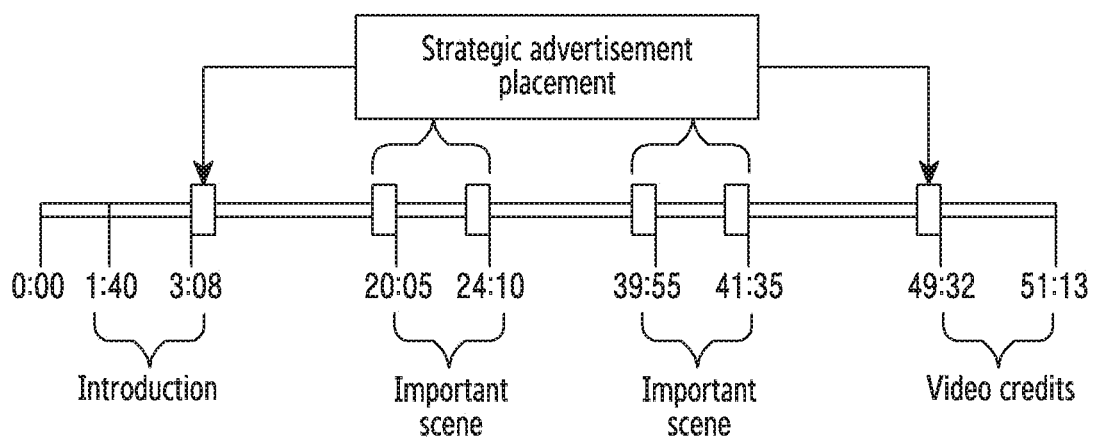 Strategic advertisement
placement
0:00 1:40 3:08 20:05 24:10 39:55 41:35 49:32 51:13
Introduction Important scene Important scene Video credits